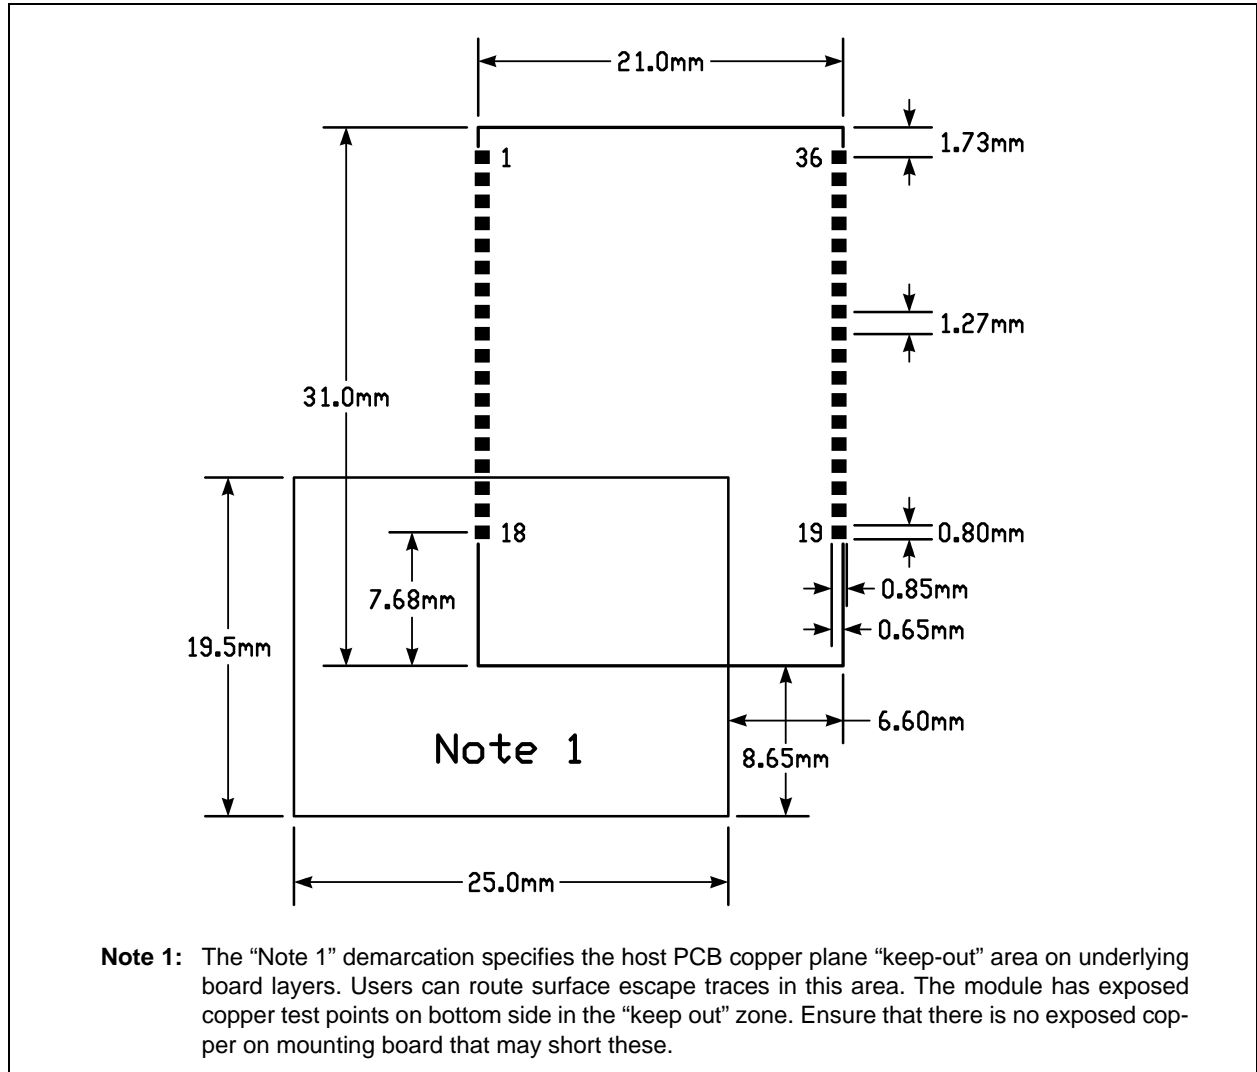 21.0mm
1.73mm
1
36
1.27mm
31.0mm
18
19
0.80mm
0.85mm
7.68mm
0.65mm
19.5mm
6.60mm
Note 1
8.65mm
25.0mm
Note 1: The “Note 1” demarcation specifies the host PCB copper plane “keep-out” area on underlying
board layers. Users can route surface escape traces in this area. The module has exposed
copper test points on bottom side in the “keep out” zone. Ensure that there is no exposed cop-
per on mounting board that may short these.